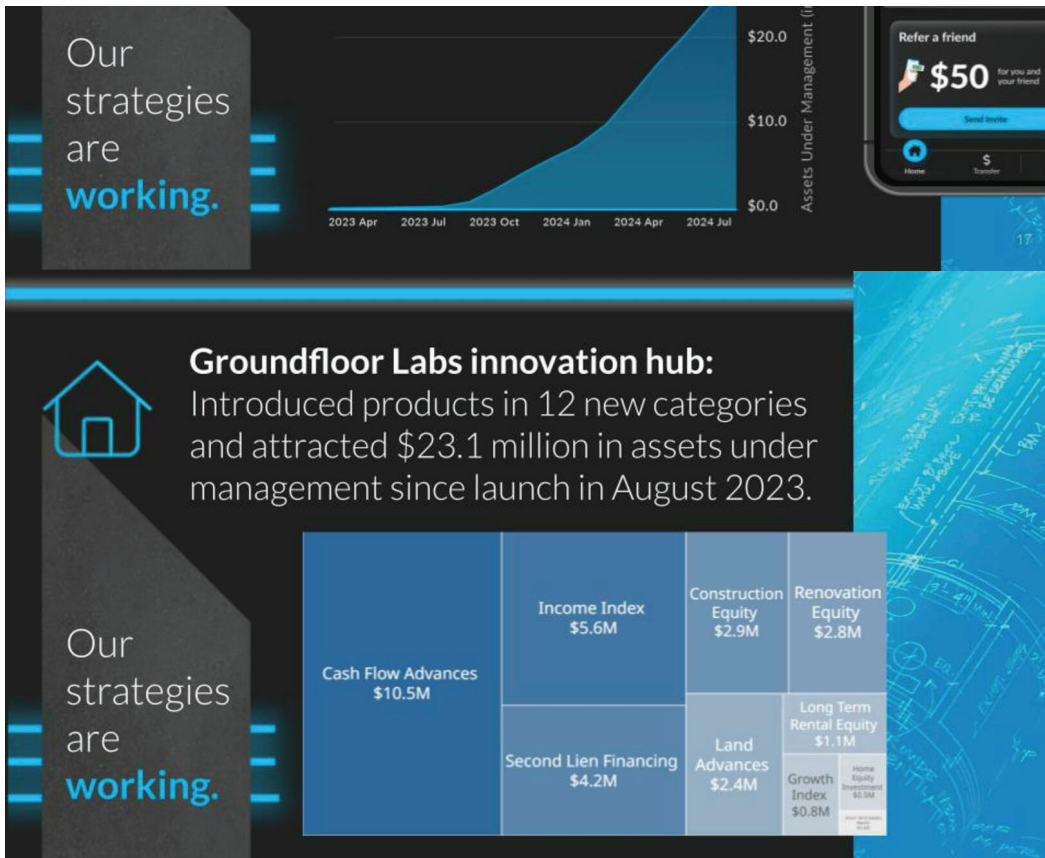 Our
strategies
are
working.
$20.0
$10.0
$0.0
Assets Under Management (i
2023 Apr 2023 Jul 2023 Oct 2024 Jan 2024 Apr 2024 Jul
Refer a friend
$50 for you and
your friend
Send Invite
Home
$
Transfer
17
Groundfloor Labs innovation hub:
Introduced products in 12 new categories
and attracted $23.1 million in assets under
management since launch in August 2023.
Our
strategies
are
working.
Cash Flow Advances
$10.5M
Income Index
$5.6M
Second Lien Financing
$4.2M
Construction
Equity
$2.9M
Renovation
Equity
$2.8M
Land
Advances
$2.4M
Long Term
Rental Equity
$1.1M
Growth
Index
$0.8M
Home
Equity
Investment
$0.5M